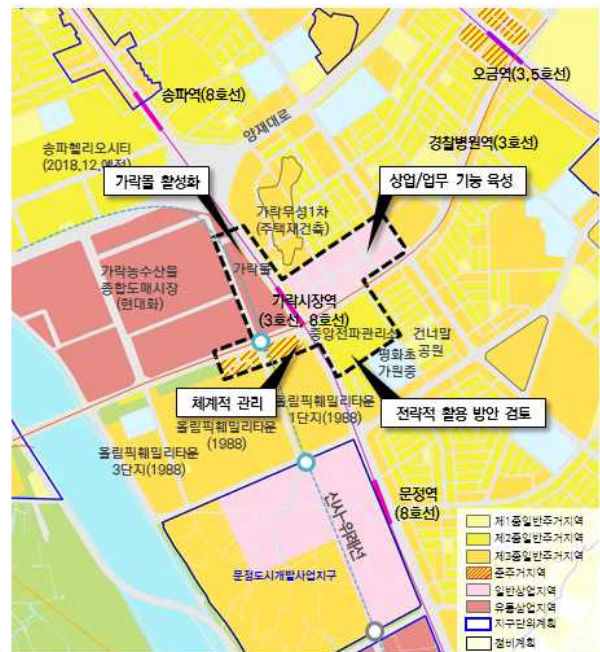 오금역(3,5호선)
송파역(8호선)
양재대로
경찰병원역(3호선)
송파헬리오시티
(2018.12.예정)
가락몰 활성화
상업/업무 기능 육성
가락무성1차
(주택재건축)
가락농수산물
종합도매시장
(현대화)
가락몰
가락시장역
(3호선, 8호선)
중앙전파관리소
건너말
공원
평화초
가원중
체계적 관리
전략적 활용 방안 검토
올림픽훼밀리타운
1단지(1988)
올림픽훼밀리타운
(1988)
올림픽훼밀리타운
3단지(1988)
문정역
(8호선)
신사-위례선
문정도시개발사업지구
제1종일반주거지역
제2종일반주거지역
제3종일반주거지역
준주거지역
일반상업지역
유통상업지역
지구단위계획
정비계획